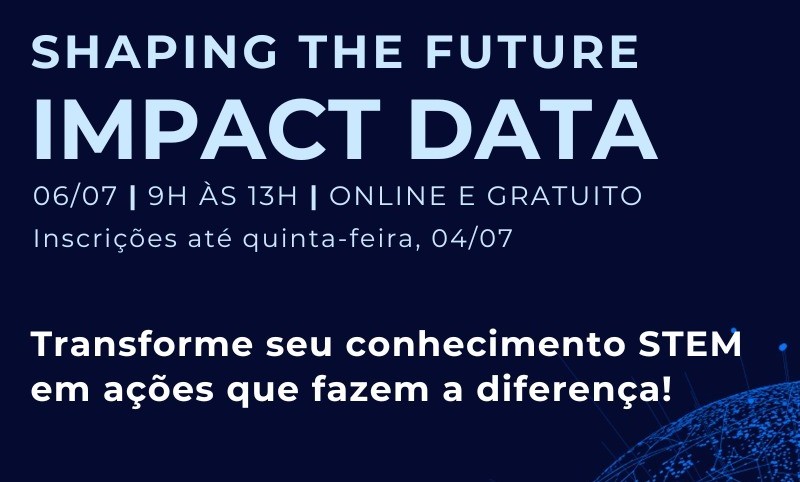 SHAPING THE FUTURE
IMPACT DATA
06/07 | 9H ÀS 13H | ONLINE E GRATUITO
Inscrições até quinta-feira, 04/07
Transforme seu conhecimento STEM
em ações que fazem a diferença!